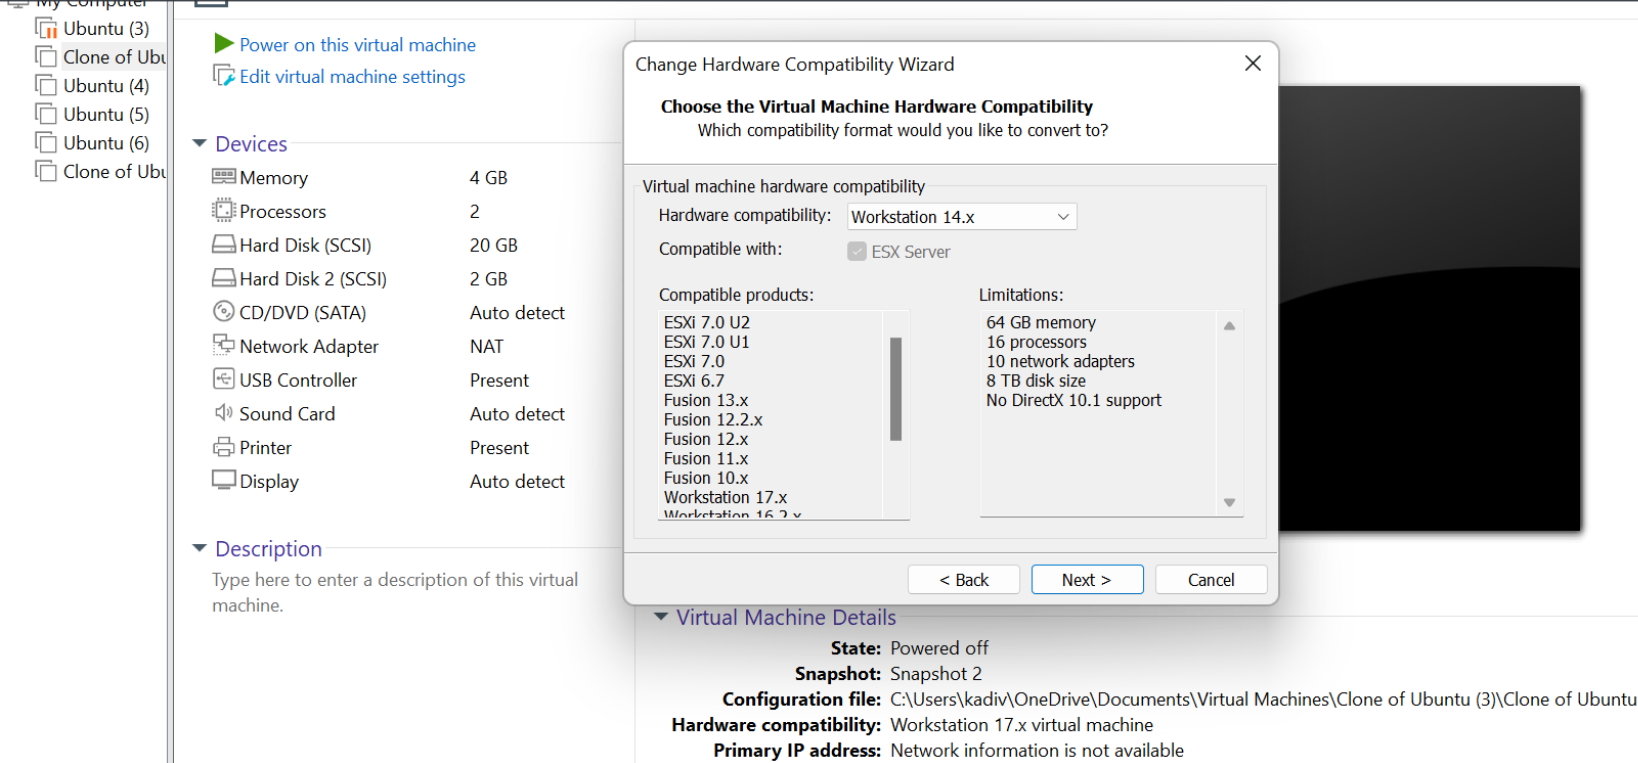 My Computer
Ubuntu (3)
Clone of Ubu
Ubuntu (4)
Ubuntu (5)
Ubuntu (6)
Clone of Ubu
Power on this virtual machine
Edit virtual machine settings
Devices
Memory 4 GB
Processors 2
Hard Disk (SCSI) 20 GB
Hard Disk 2 (SCSI) 2 GB
CD/DVD (SATA) Auto detect
Network Adapter NAT
USB Controller Present
Sound Card Auto detect
Printer Present
Display Auto detect
Description
Type here to enter a description of this virtual
machine.
Change Hardware Compatibility Wizard
Choose the Virtual Machine Hardware Compatibility
Which compatibility format would you like to convert to?
Virtual machine hardware compatibility
Hardware compatibility: Workstation 14.x
Compatible with: ESX Server
Compatible products:
ESXi 7.0 U2
ESXi 7.0 U1
ESXi 7.0
ESXi 6.7
Fusion 13.x
Fusion 12.2.x
Fusion 12.x
Fusion 11.x
Fusion 10.x
Workstation 17.x
Workstation 16.2.x
Limitations:
64 GB memory
16 processors
10 network adapters
8 TB disk size
No DirectX 10.1 support
< Back Next > Cancel
Virtual Machine Details
State: Powered off
Snapshot: Snapshot 2
Configuration file: C:\Users\kadiv\OneDrive\Documents\Virtual Machines\Clone of Ubuntu (3)\Clone of Ubuntu
Hardware compatibility: Workstation 17.x virtual machine
Primary IP address: Network information is not available